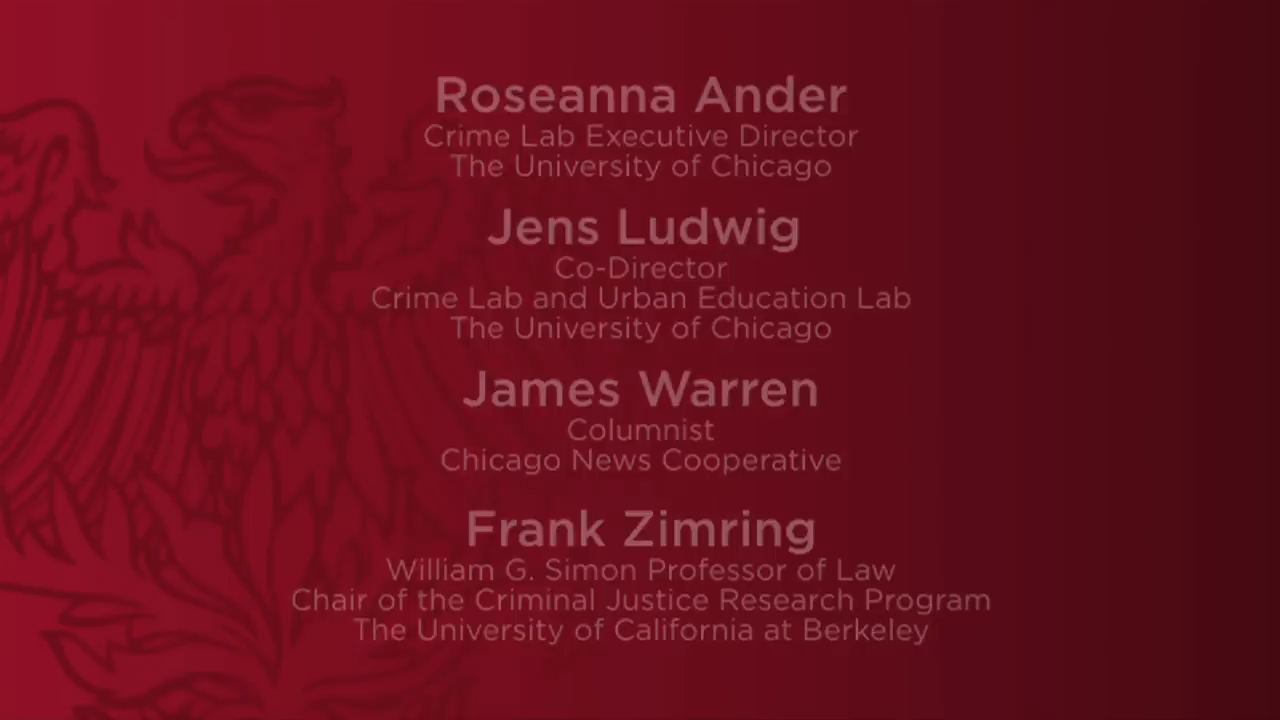 Roseanna Ander
Crime Lab Executive Director
The University of Chicago
Jens Ludwig
Co-Director
Crime Lab and Urban Education Lab
The University of Chicago
James Warren
Columnist
Chicago News Cooperative
Frank Zimring
William G. Simon Professor of Law
Chair of the Criminal Justice Research Program
The University of California at Berkeley